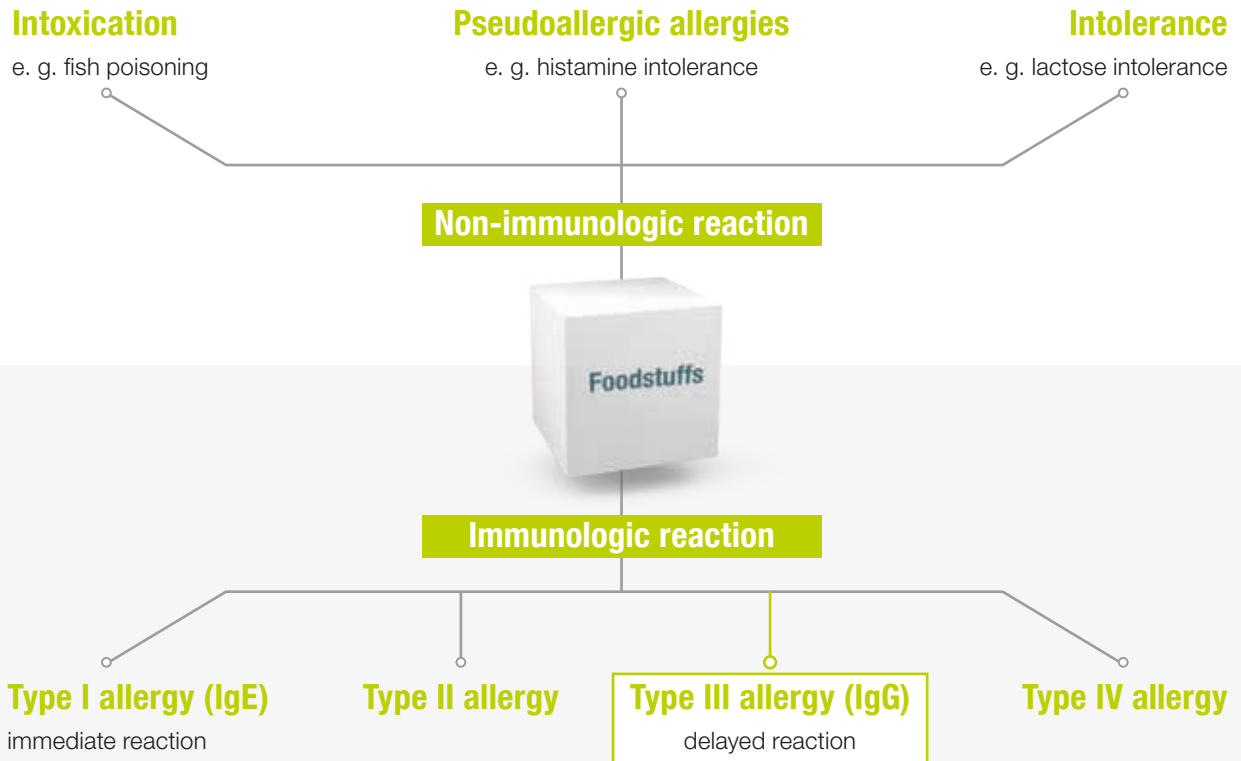 Intoxication
e. g. fish poisoning
Pseudoallergic allergies
e. g. histamine intolerance
Intolerance
e. g. lactose intolerance
Non-immunologic reaction
Foodstuffs
Immunologic reaction
Type I allergy (IgE)
immediate reaction
Type II allergy
Type III allergy (IgG)
delayed reaction
Type IV allergy